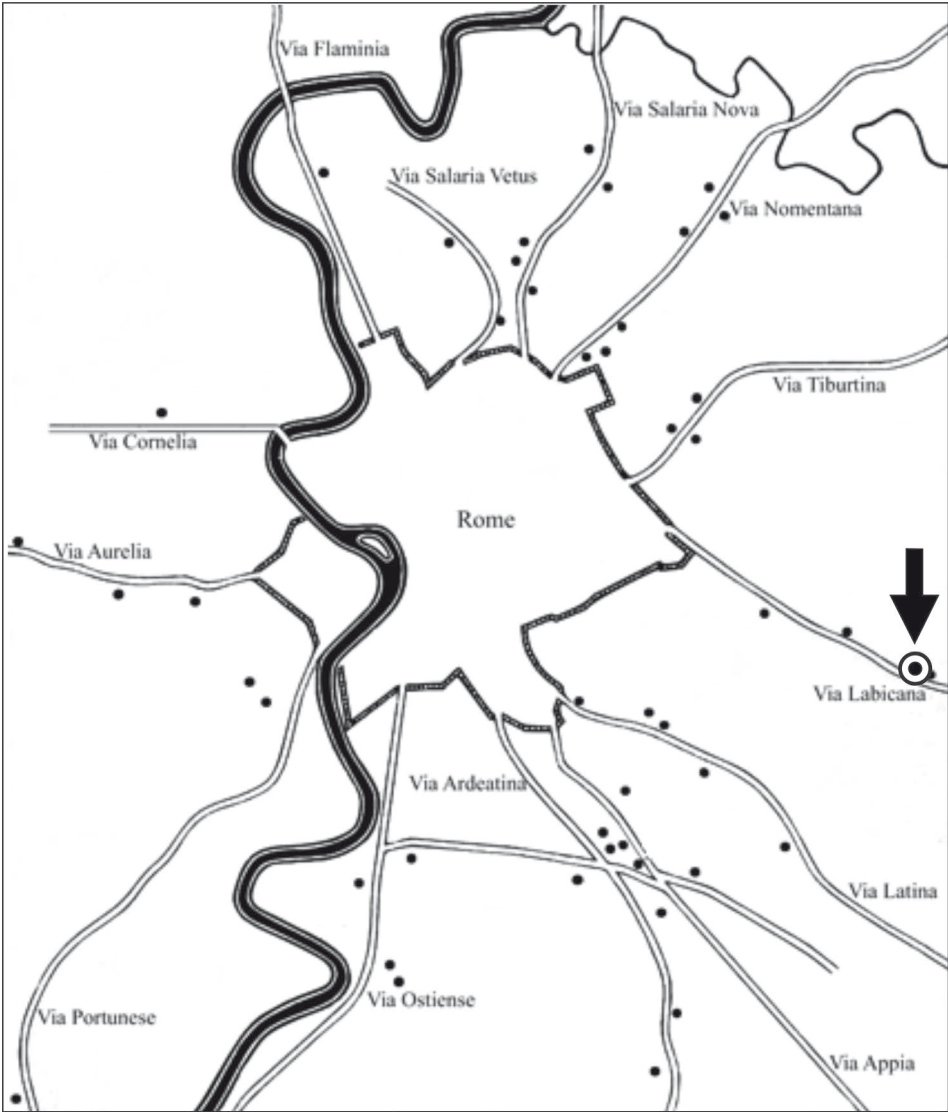 Via Flaminia
Via Salaria Nova
Via Salaria Vetus
Via Nomentana
Via Tiburtina
Via Cornelia
Rome
Via Aurelia
Via Labicana
Via Ardeatina
Via Latina
Via Ostiense
Via Portunese
Via Appia